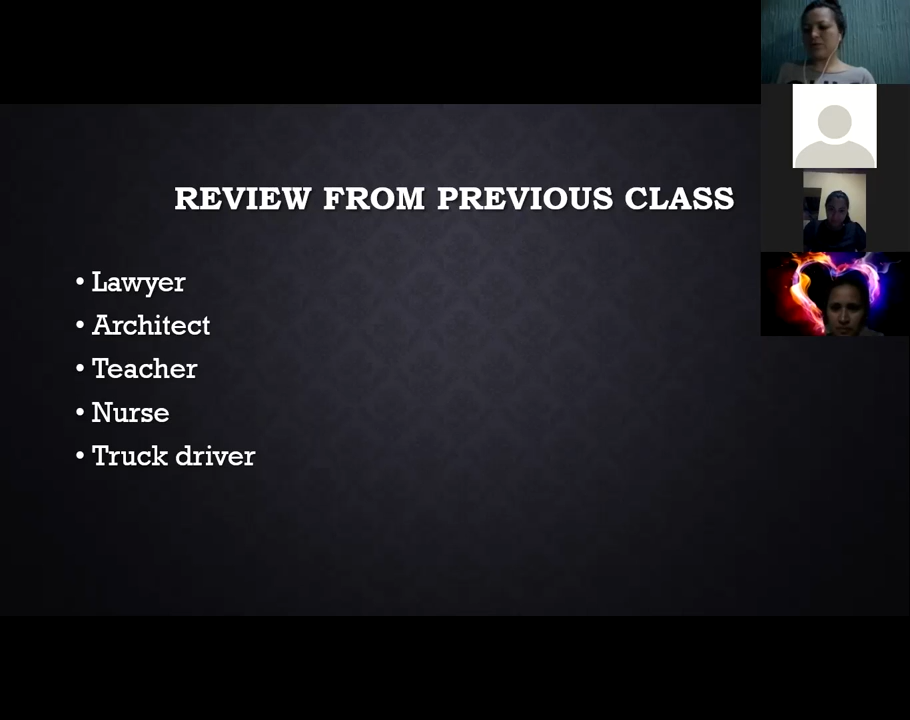 REVIEW FROM PREVIOUS CLASS
• Lawyer
• Architect
• Teacher
• Nurse
• Truck driver